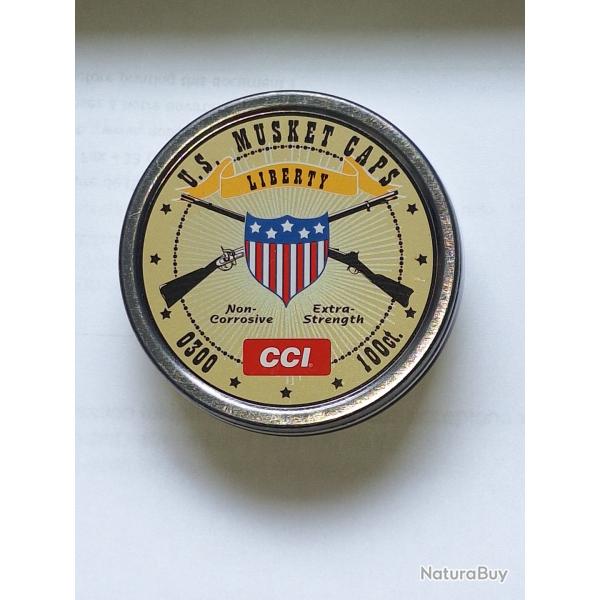 U.S. MUSKET CAPS
LIBERTY
Non-
Corrosive
Extra-
Strength
0300
CCI
100ct.
NaturaBuy